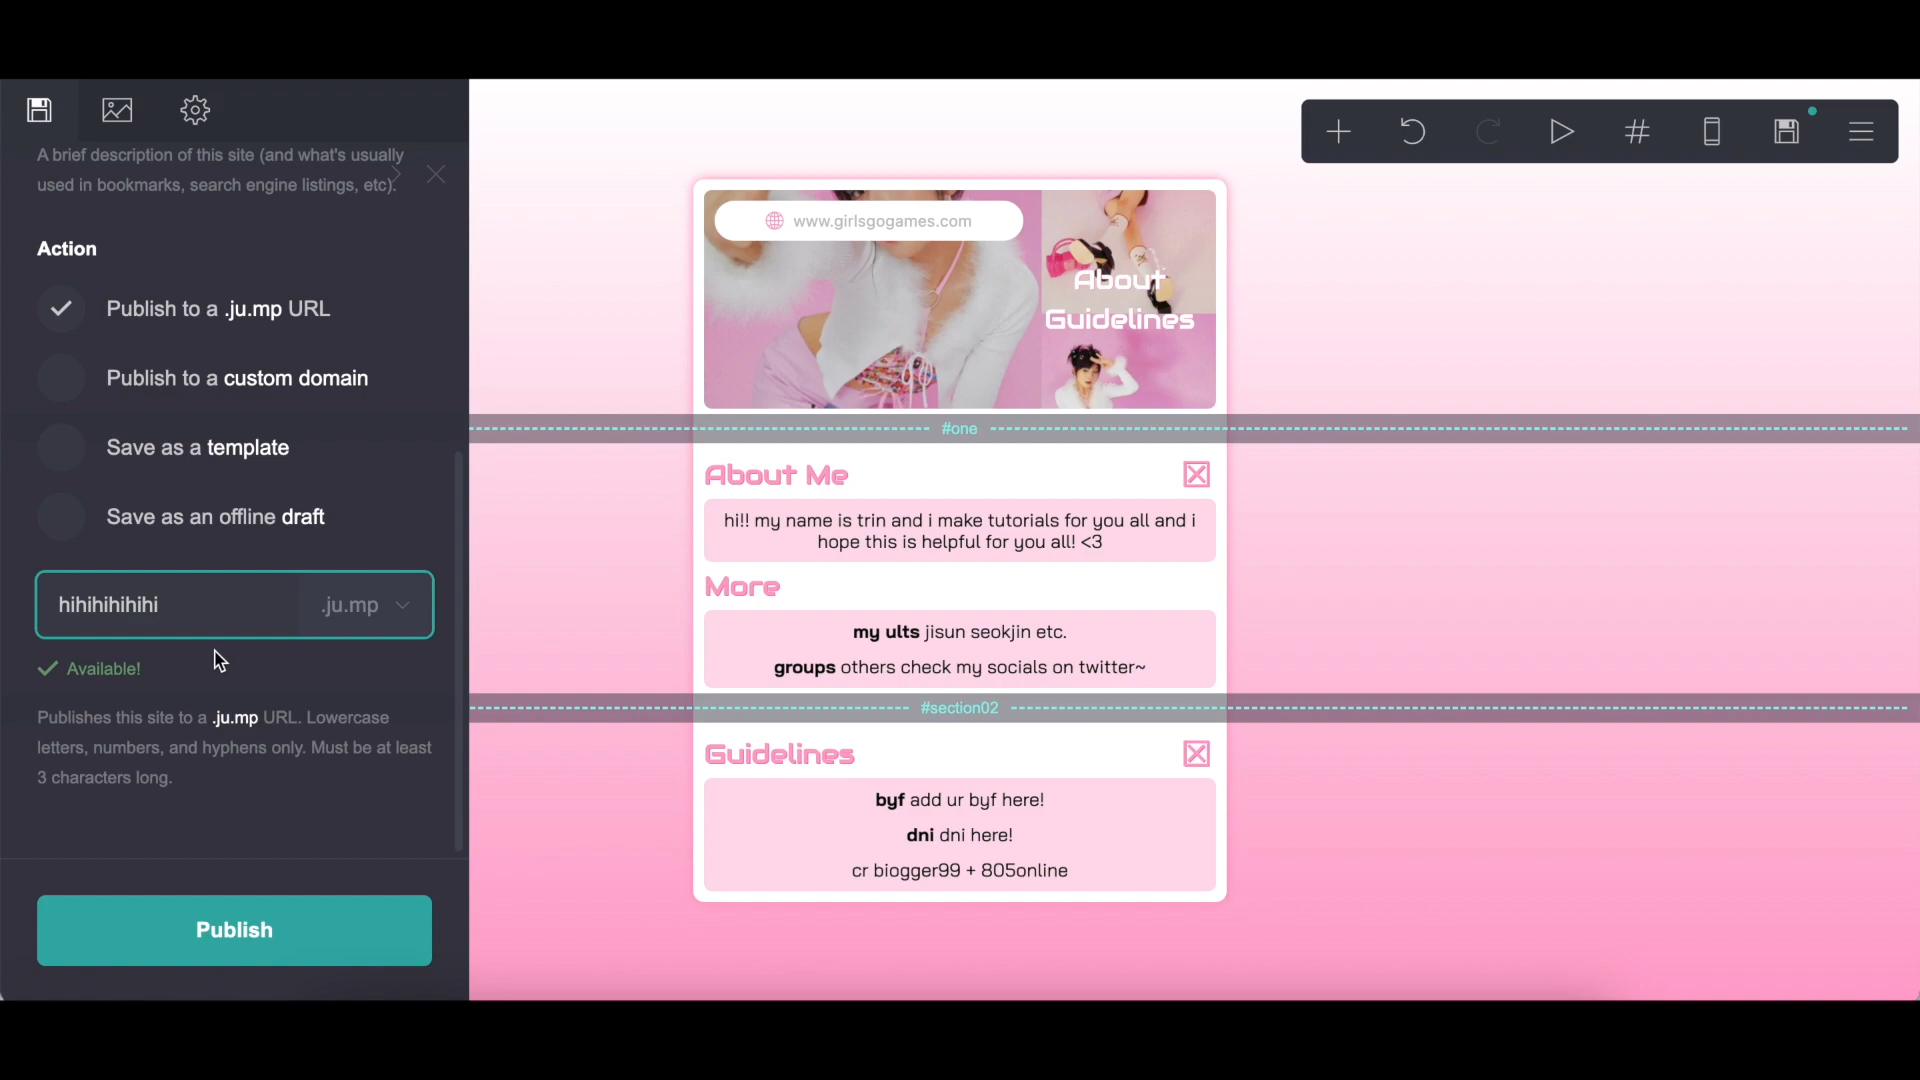 A brief description of this site (and what's usually
used in bookmarks, search engine listings, etc).
Action
Publish to a .ju.mp URL
Publish to a custom domain
Save as a template
Save as an offline draft
hihihihihihi .ju.mp
Available!
Publishes this site to a .ju.mp URL. Lowercase
letters, numbers, and hyphens only. Must be at least
3 characters long.
Publish
www.girlsgogames.com
About
Guidelines
#one
About Me
hi!! my name is trin and i make tutorials for you all and i
hope this is helpful for you all! <3
More
my ults jisun seokjin etc.
groups others check my socials on twitter~
#section02
Guidelines
byf add ur byf here!
dni dni here!
cr biogger99 + 805online